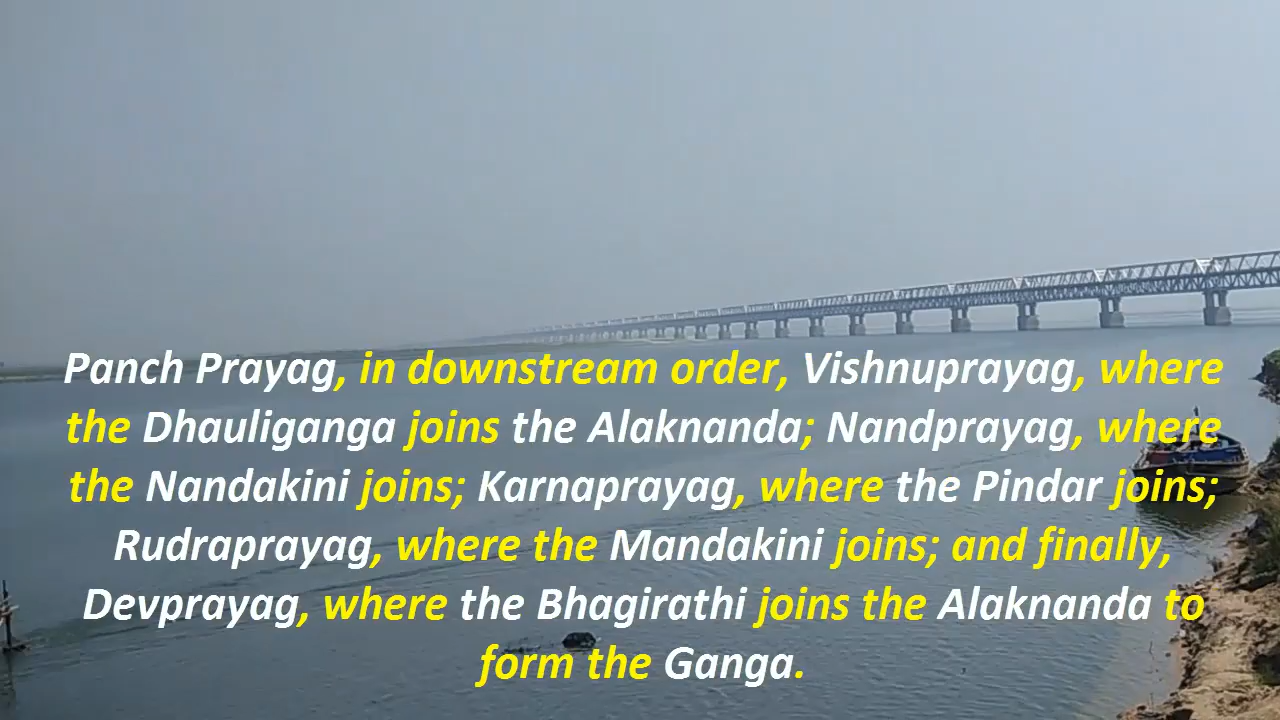 Panch Prayag, in downstream order, Vishnuprayag, where
the Dhauliganga joins the Alaknanda; Nandprayag, where
the Nandakini joins; Karnaprayag, where the Pindar joins;
Rudraprayag, where the Mandakini joins; and finally,
Devprayag, where the Bhagirathi joins the Alaknanda to
form the Ganga.